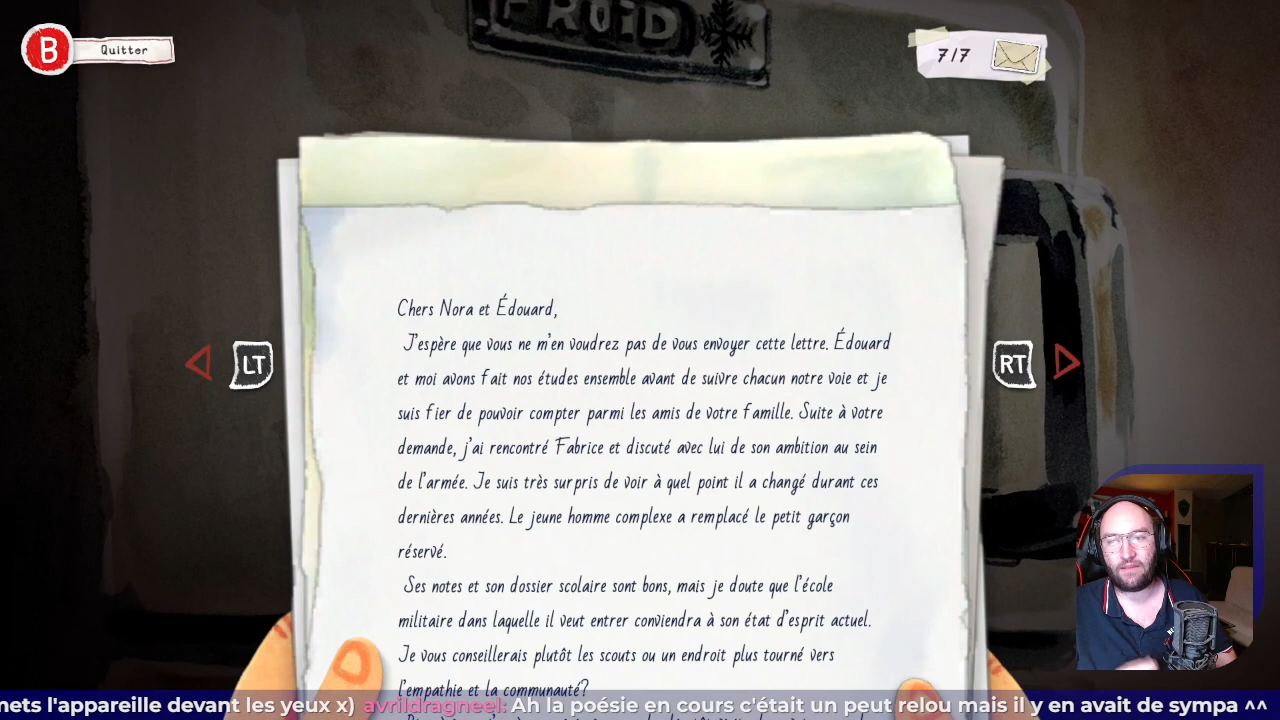 FROID
B Quitter
7/7
Chers Nora et Édouard,
J'espère que vous ne m'en voudrez pas de vous envoyer cette lettre. Édouard
et moi avons fait nos études ensemble avant de suivre chacun notre voie et je
suis fier de pouvoir compter parmi les amis de votre famille. Suite à votre
demande, j'ai rencontré Fabrice et discuté avec lui de son ambition au sein
de l'armée. Je suis très surpris de voir à quel point il a changé durant ces
dernières années. Le jeune homme complexe a remplacé le petit garçon
réservé.
Ses notes et son dossier scolaire sont bons, mais je doute que l'école
militaire dans laquelle il veut entrer conviendra à son état d'esprit actuel.
Je vous conseillerais plutôt les scouts ou un endroit plus tourné vers
l'empathie et la communauté?
LT
RT
nets l'appareille devant les yeux x) avrildragneel: Ah la poésie en cours c'était un peut relou mais il y en avait de sympa ^^